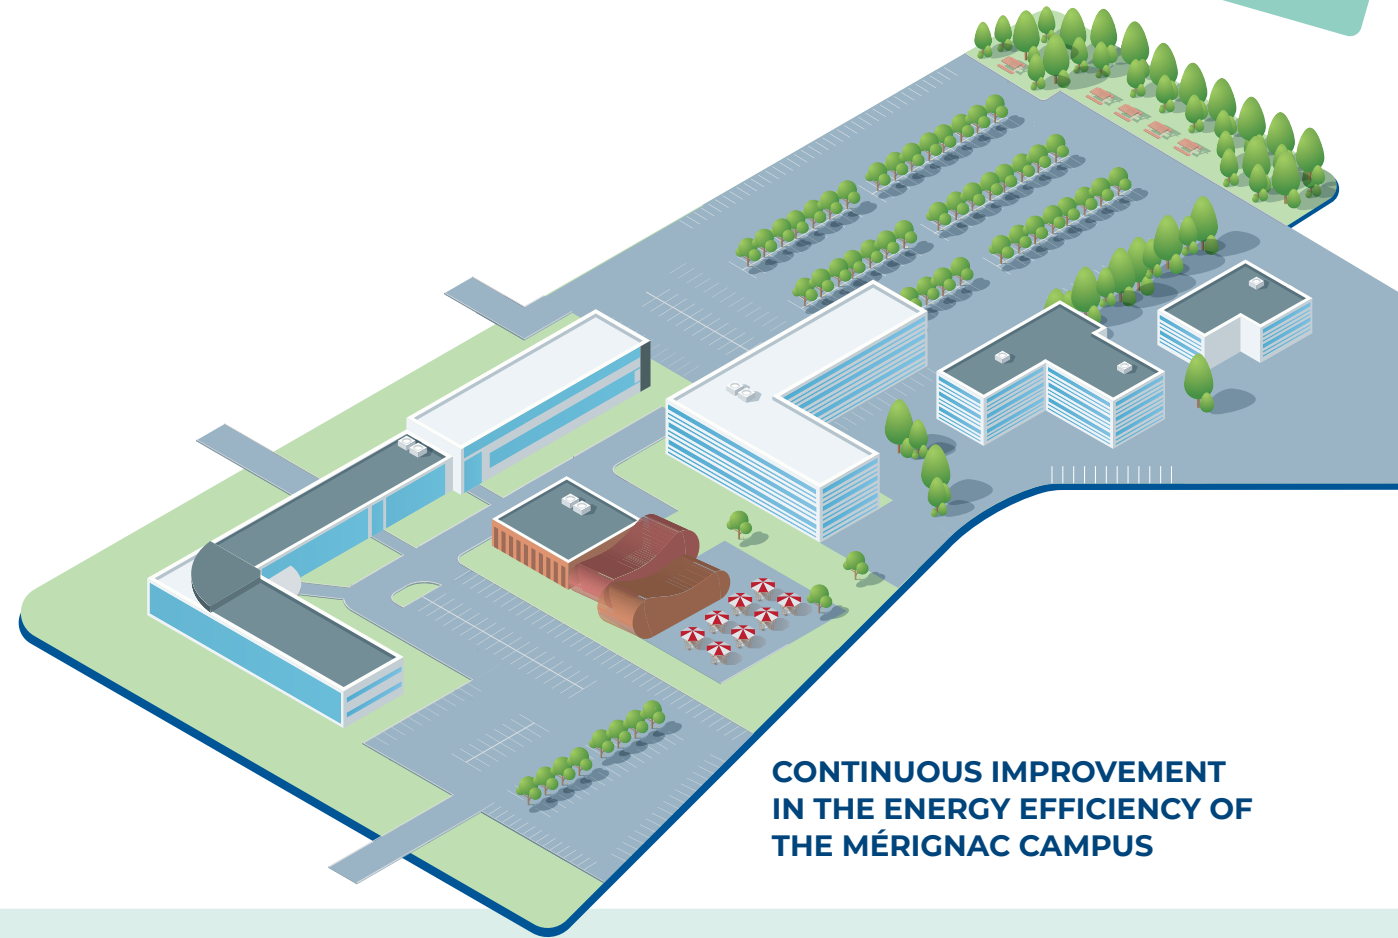 CONTINUOUS IMPROVEMENT
IN THE ENERGY EFFICIENCY OF
THE MÉRIGNAC CAMPUS